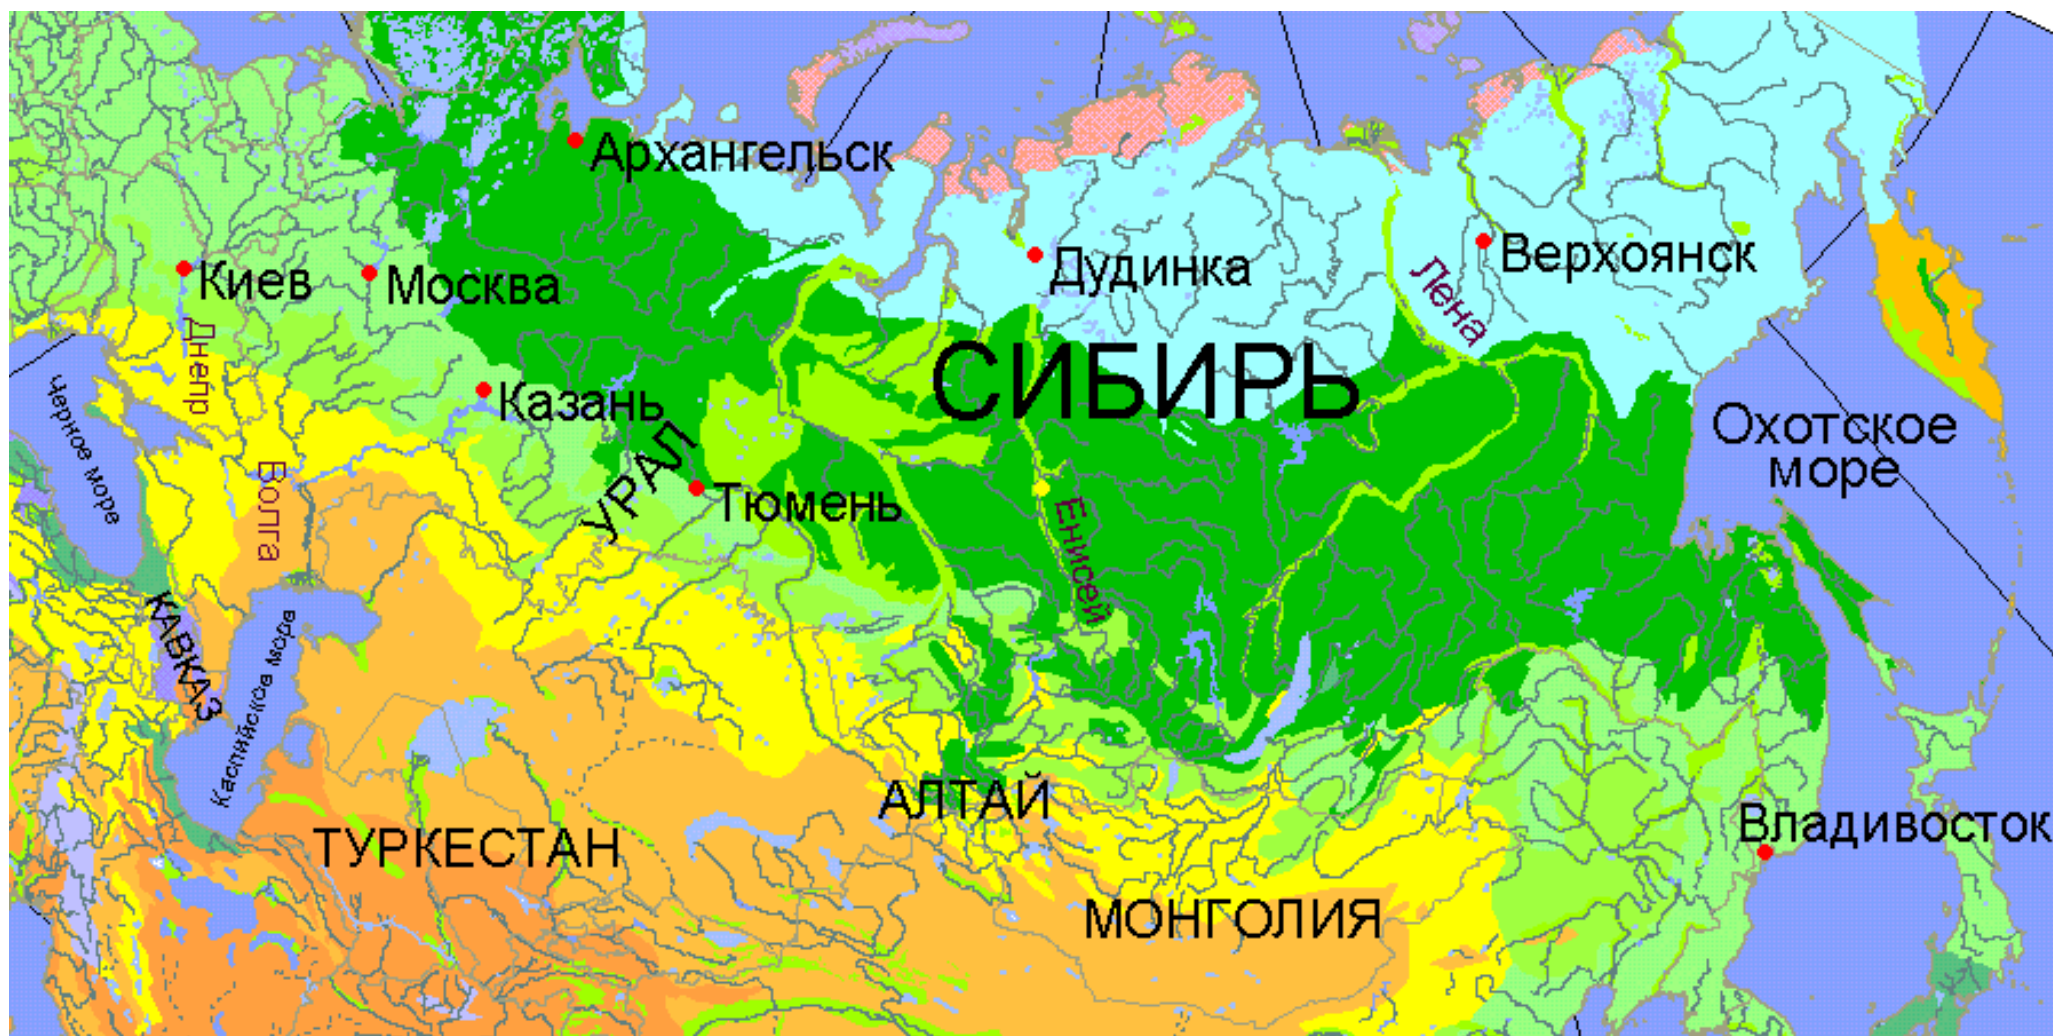 Архангельск
Киев
Москва
Дудинка
Верхоянск
Лена
Днепр
СИБИРЬ
Черное море
Казань
Охотское
море
УРАЛ
Волга
Тюмень
Енисей
КАВКАЗ
Каспийское море
АЛТАЙ
ТУРКЕСТАН
Владивосток
МОНГОЛИЯ